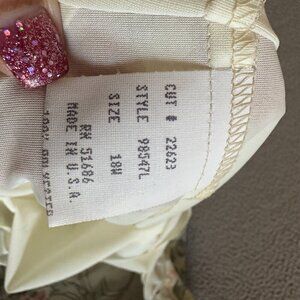 CUT # 22623
STYLE 98547L
SIZE 18W
RN 51686
MADE IN U.S.A.
100% POLYESTER